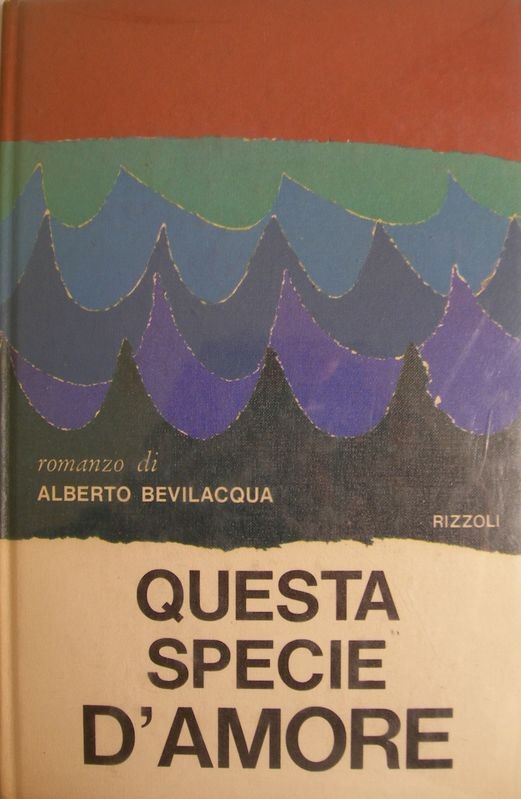 romanzo di
ALBERTO BEVILACQUA
RIZZOLI
QUESTA
SPECIE
D'AMORE